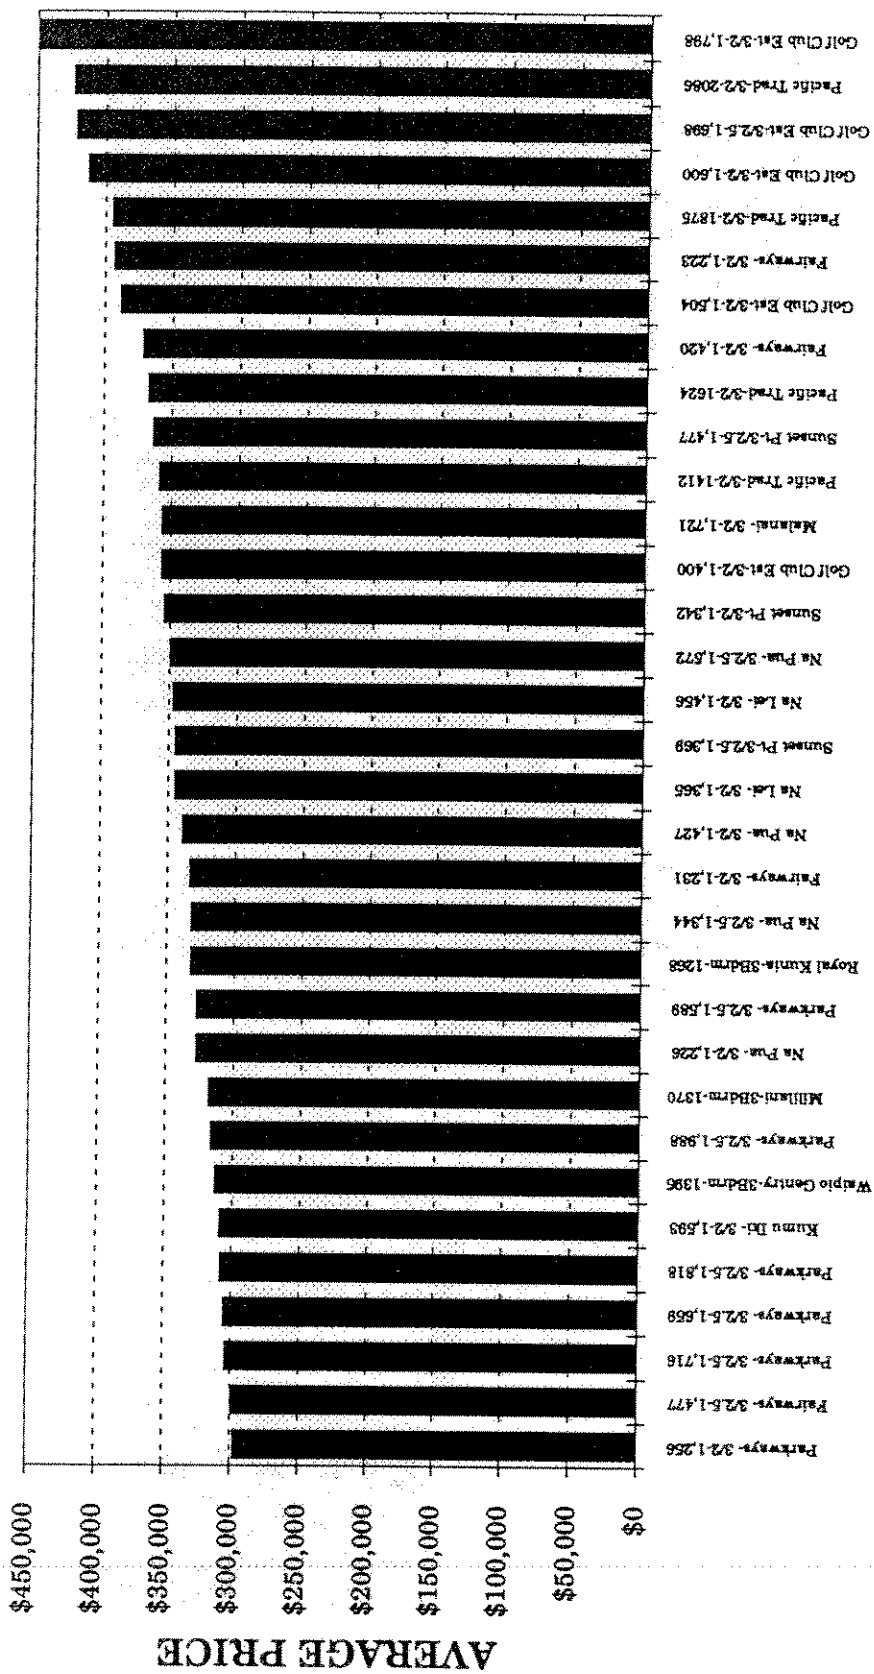 Golf Club Est-3/2-1,798
Pacific Trad-3/2-2086
Golf Club Est-3/2.5-1,698
Golf Club Est-3/2-1,600
Pacific Trad-3/2-1875
Fairways- 3/2-1,223
Golf Club Est-3/2-1,504
Fairways- 3/2-1,420
Pacific Trad-3/2-1624
Sunset Pt-3/2.5-1,477
Pacific Trad-3/2-1412
Malanai- 3/2-1,721
Golf Club Est-3/2-1,400
Sunset Pt-3/2-1,342
Na Pua- 3/2.5-1,572
Na Lei- 3/2-1,456
Sunset Pt-3/2.5-1,369
Na Lei- 3/2-1,365
Na Pua- 3/2-1,427
Fairways- 3/2-1,231
Na Pua- 3/2.5-1,344
Royal Kunia-3Bdrm-1268
Parkways- 3/2.5-1,589
Na Pua- 3/2-1,226
Mililani-3Bdrm-1370
Parkways- 3/2.5-1,988
Waipio Gentry-3Bdrm-1395
Kumu Iki- 3/2-1,593
Parkways- 3/2.5-1,818
Parkways- 3/2.5-1,659
Parkways- 3/2.5-1,716
Fairways- 3/2.5-1,477
Parkways- 3/2-1,256
$450,000
$400,000
$350,000
$300,000
$250,000
$200,000
$150,000
$100,000
$50,000
$0
AVERAGE PRICE